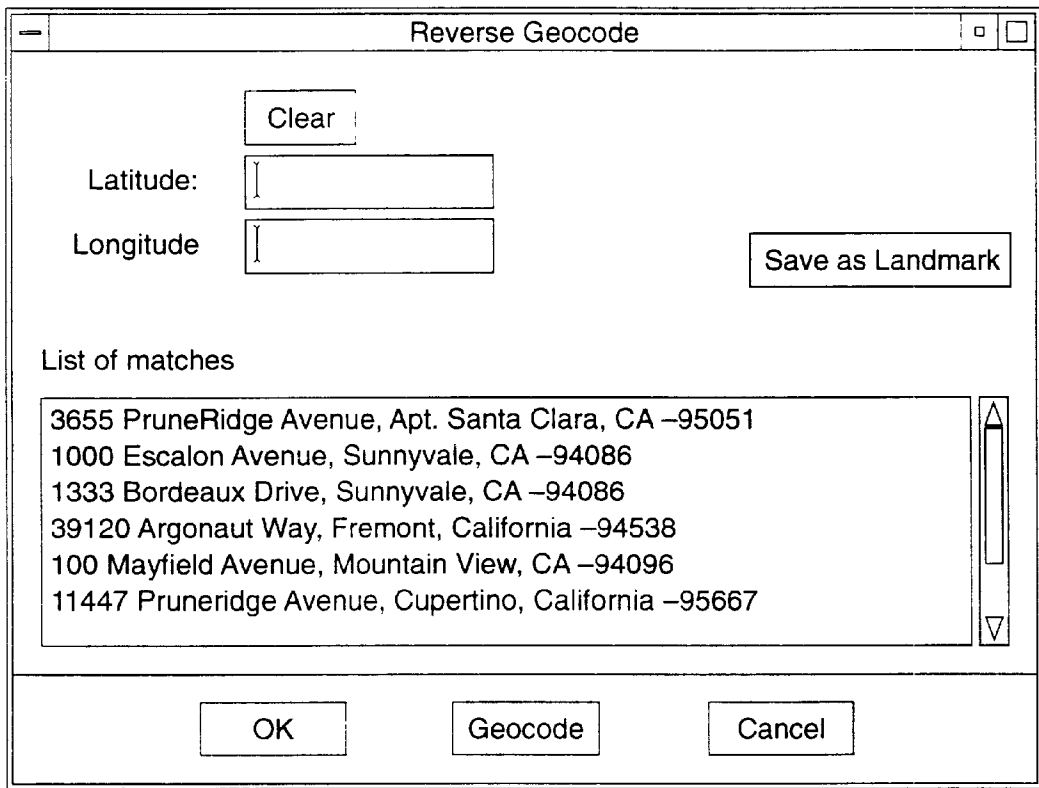 Reverse Geocode
Clear
Latitude:
Longitude
Save as Landmark
List of matches
3655 PruneRidge Avenue, Apt. Santa Clara, CA –95051
1000 Escalon Avenue, Sunnyvale, CA –94086
1333 Bordeaux Drive, Sunnyvale, CA –94086
39120 Argonaut Way, Fremont, California –94538
100 Mayfield Avenue, Mountain View, CA –94096
11447 Pruneridge Avenue, Cupertino, California –95667
OK Geocode Cancel